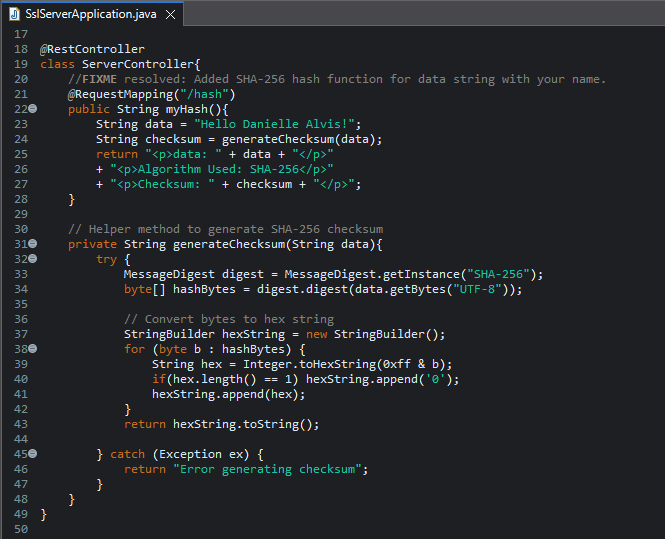 SslServerApplication.java
17
18 @RestController
19 class ServerController{
20     //FIXME resolved: Added SHA-256 hash function for data string with your name.
21     @RequestMapping("/hash")
22     public String myHash(){
23         String data = "Hello Danielle Alvis!";
24         String checksum = generateChecksum(data);
25         return "<p>data: " + data + "</p>"
26         + "<p>Algorithm Used: SHA-256</p>"
27         + "<p>Checksum: " + checksum + "</p>";
28     }
29
30     // Helper method to generate SHA-256 checksum
31     private String generateChecksum(String data){
32         try {
33             MessageDigest digest = MessageDigest.getInstance("SHA-256");
34             byte[] hashBytes = digest.digest(data.getBytes("UTF-8"));
35
36             // Convert bytes to hex string
37             StringBuilder hexString = new StringBuilder();
38             for (byte b : hashBytes) {
39                 String hex = Integer.toHexString(0xff & b);
40                 if(hex.length() == 1) hexString.append('0');
41                 hexString.append(hex);
42             }
43             return hexString.toString();
44
45         } catch (Exception ex) {
46             return "Error generating checksum";
47         }
48     }
49 }
50